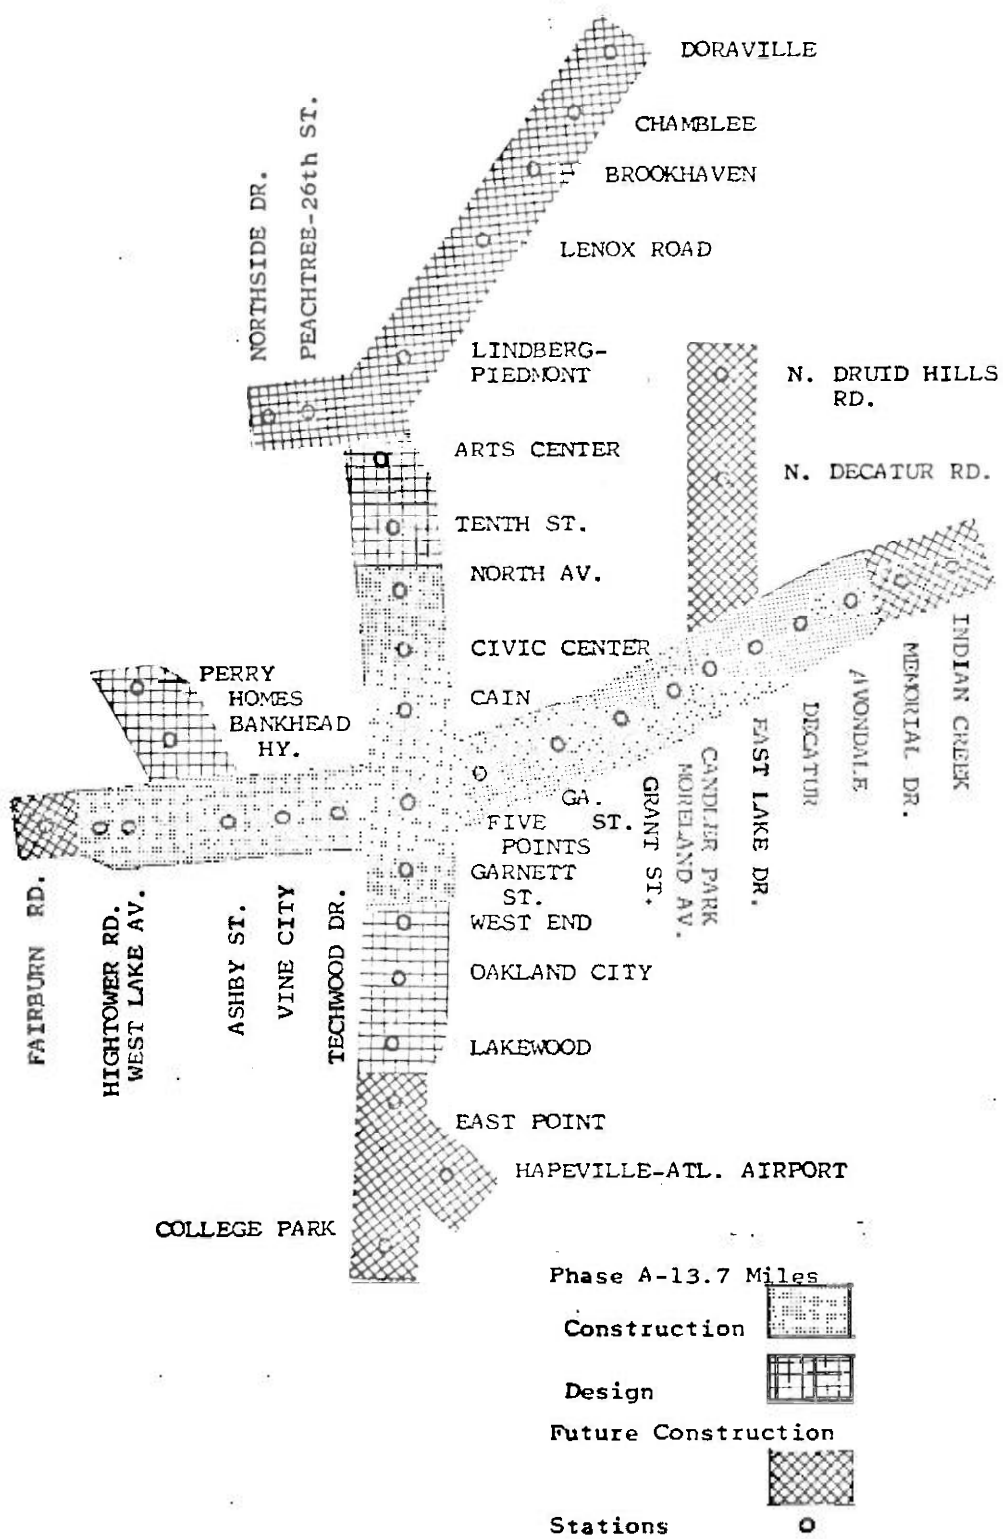 DORAVILLE
CHAMBLEE
BROOKHAVEN
LENOX ROAD
NORTHSIDE DR.
PEACHTREE-26th ST.
LINDBERG-
PIEDMONT
N. DRUID HILLS
RD.
ARTS CENTER
N. DECATUR RD.
TENTH ST.
NORTH AV.
CIVIC CENTER
CAIN
PERRY
HOMES
BANKHEAD
HY.
GA.
ST.
FIVE
POINTS
GRANT ST.
MORELAND AV.
CANDLER PARK
EAST LAKE DR.
DECATUR
AVONDALE
MEMORIAL DR.
INDIAN CREEK
GARNETT
ST.
WEST END
OAKLAND CITY
LAKEWOOD
FAIRBURN RD.
HIGHTOWER RD.
WEST LAKE AV.
ASHBY ST.
VINE CITY
TECHWOOD DR.
EAST POINT
HAPEVILLE-ATL. AIRPORT
COLLEGE PARK
Phase A-13.7 Miles
Construction
Design
Future Construction
Stations